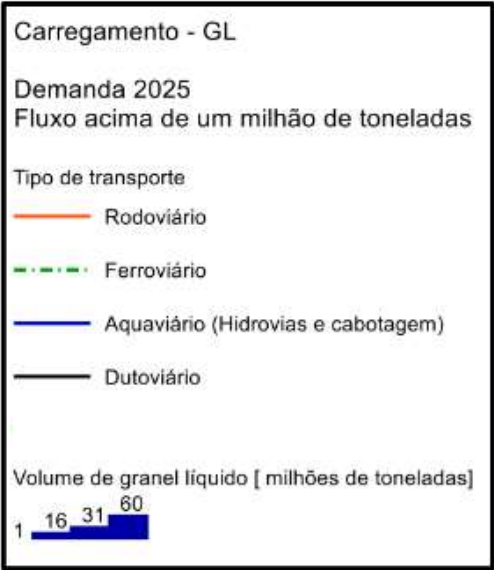 Carregamento - GL
Demanda 2025
Fluxo acima de um milhão de toneladas
Tipo de transporte
Rodoviário
Ferroviário
Aquaviário (Hidrovias e cabotagem)
Dutoviário
Volume de granel líquido [ milhões de toneladas]
1 16 31 60